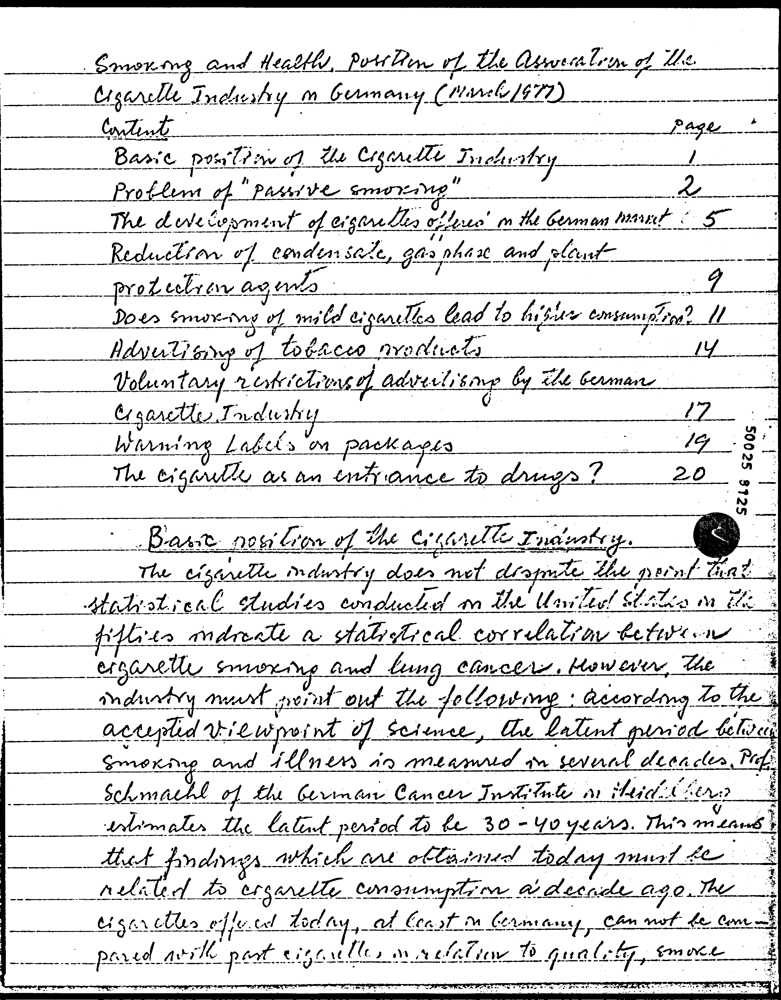 Smoking and Health. Position of the Association of the
Cigarette Industry in Germany (March 1977)
Content Page
Basic position of the Cigarette Industry 1
Problem of "Passive smoking" 2
The development of cigarettes offered in the German market : 5
Reduction of condensate, gas phase and plant
protection agents 9
Does smoking of mild cigarettes lead to higher consumption? 11
Advertising of tobacco products 14
Voluntary restrictions of advertising by the German
Cigarette Industry 17
Warning Labels on packages 19
The cigarette as an entrance to drugs? 20
50025 8125
Basic position of the Cigarette Industry.
The cigarette industry does not dispute the point that
statistical studies conducted in the United States in the
fifties indicate a statistical correlation between
cigarette smoking and lung cancer. However, the
industry must point out the following: according to the
accepted viewpoint of science, the latent period between
smoking and illness is measured in several decades. Prof.
Schmaehl of the German Cancer Institute in Heidelberg
estimates the latent period to be 30-40 years. This means
that findings which are obtained today must be
related to cigarette consumption a decade ago. The
cigarettes offered today, at least in Germany, can not be com-
pared with past cigarettes in relation to quality, smoke